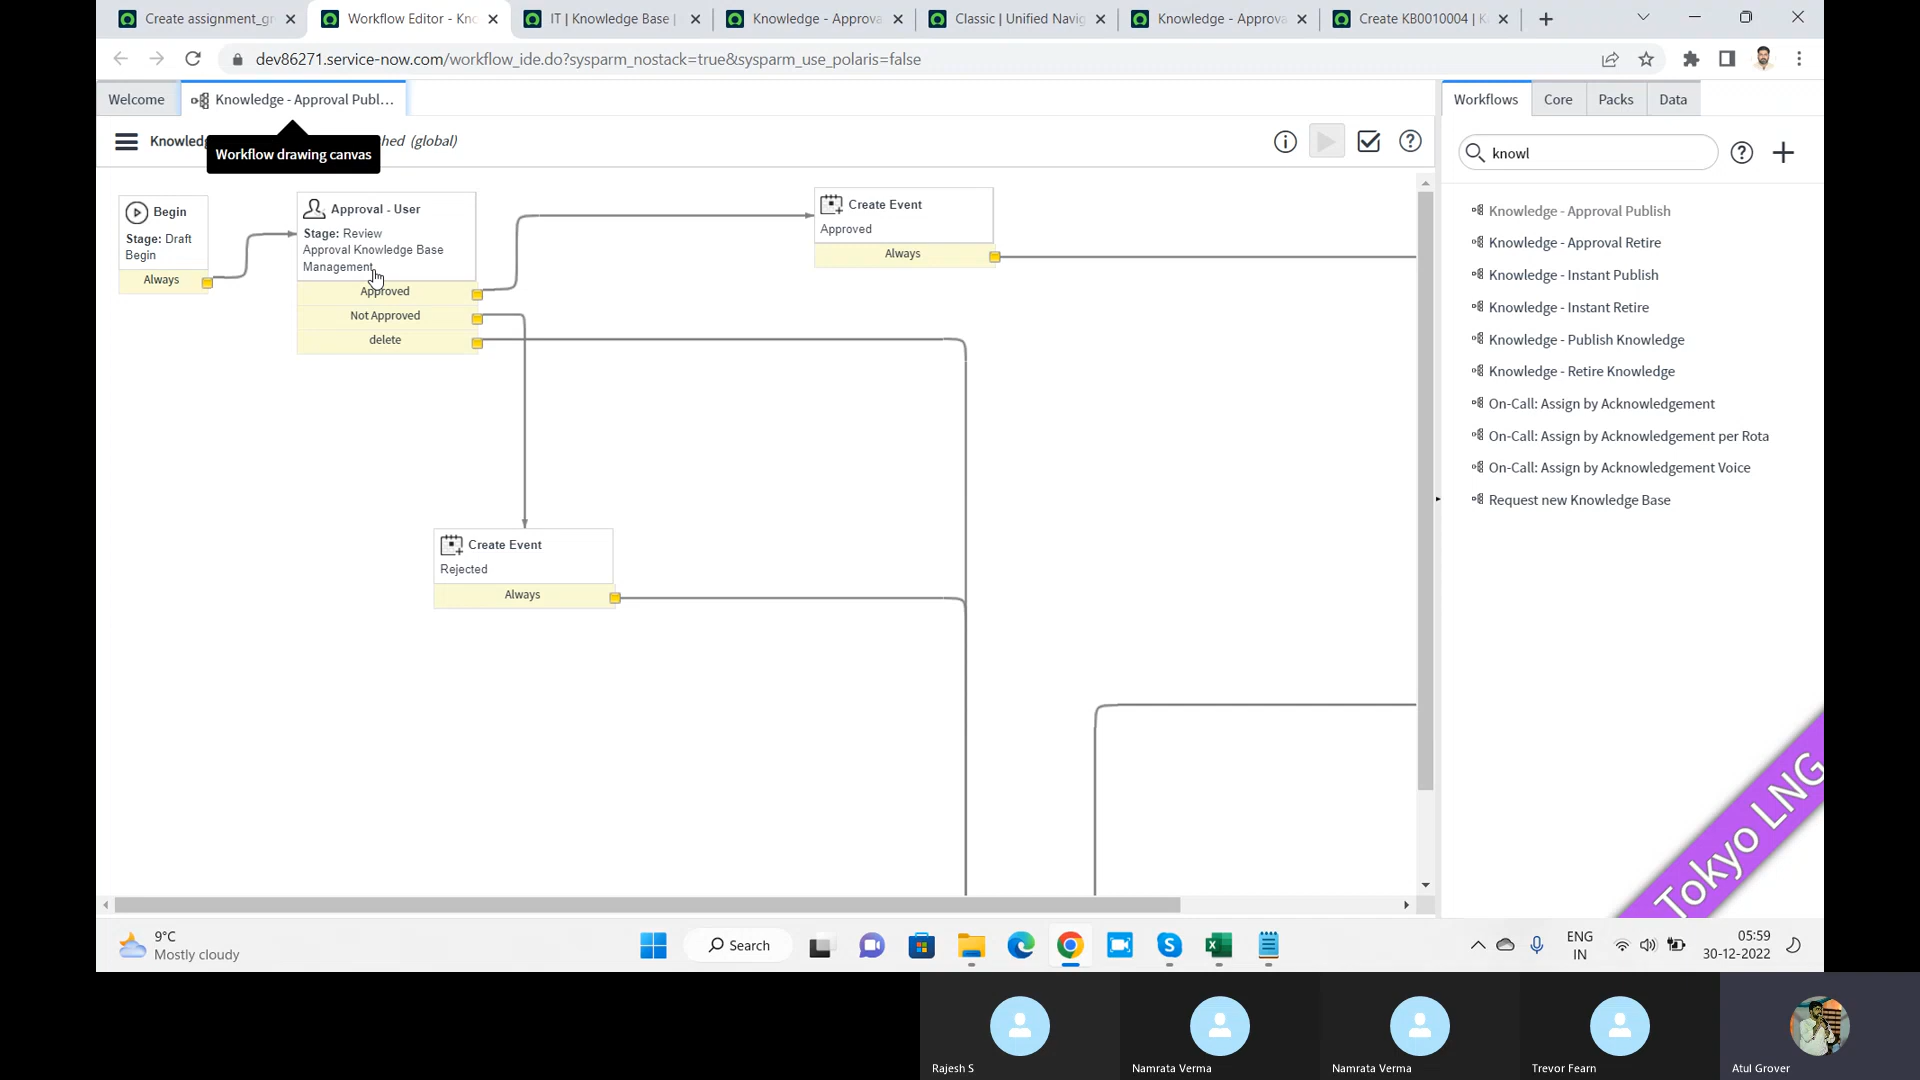 Create assignment_gr
Workflow Editor - Kno
IT | Knowledge Base |
Knowledge - Approva
Classic | Unified Navig
Knowledge - Approva
Create KB0010004 | K
dev86271.service-now.com/workflow_ide.do?sysparm_nostack=true&sysparm_use_polaris=false
Welcome
Knowledge - Approval Publ...
Workflows
Core
Packs
Data
Knowled
hed (global)
Workflow drawing canvas
knowl
Begin
Stage: Draft
Begin
Always
Approval - User
Stage: Review
Approval Knowledge Base
Management
Approved
Not Approved
delete
Create Event
Approved
Always
Create Event
Rejected
Always
Knowledge - Approval Publish
Knowledge - Approval Retire
Knowledge - Instant Publish
Knowledge - Instant Retire
Knowledge - Publish Knowledge
Knowledge - Retire Knowledge
On-Call: Assign by Acknowledgement
On-Call: Assign by Acknowledgement per Rota
On-Call: Assign by Acknowledgement Voice
Request new Knowledge Base
Tokyo LNG
9°C
Mostly cloudy
Search
ENG
IN
05:59
30-12-2022
Rajesh S
Namrata Verma
Namrata Verma
Trevor Fearn
Atul Grover